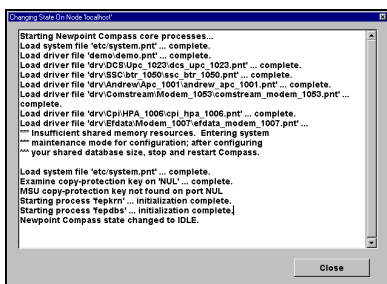 Changing State On Node 'localhost'
Starting Newpoint Compass core processes...
Load system file 'etc/system.pnt' ... complete.
Load driver file 'demo\demo.pnt' ... complete.
Load driver file 'drv\DCS\Upc_1023\dcs_upc_1023.pnt' ... complete.
Load driver file 'drv\SSC\btr_1050\ssc_btr_1050.pnt' ... complete.
Load driver file 'drv\Andrew\Apc_1001\andrew_apc_1001.pnt' ... complete.
Load driver file 'drv\Comstream\Modem_1053\comstream_modem_1053.pnt' ...
complete.
Load driver file 'drv\Cpi\HPA_1006\cpi_hpa_1006.pnt' ... complete.
Load driver file 'drv\Efdata\Modem_1007\efdata_modem_1007.pnt' ...
*** Insufficient shared memory resources. Entering system
*** maintenance mode for configuration; after configuring
*** your shared database size, stop and restart Compass.
Load system file 'etc/system.pnt' ... complete.
Examine copy-protection key on 'NUL' ... complete.
MSU copy-protection key not found on port NUL
Starting process 'fepkrn' ... initialization complete.
Starting process 'fepdbs' ... initialization complete.
Newpoint Compass state changed to IDLE.
Close